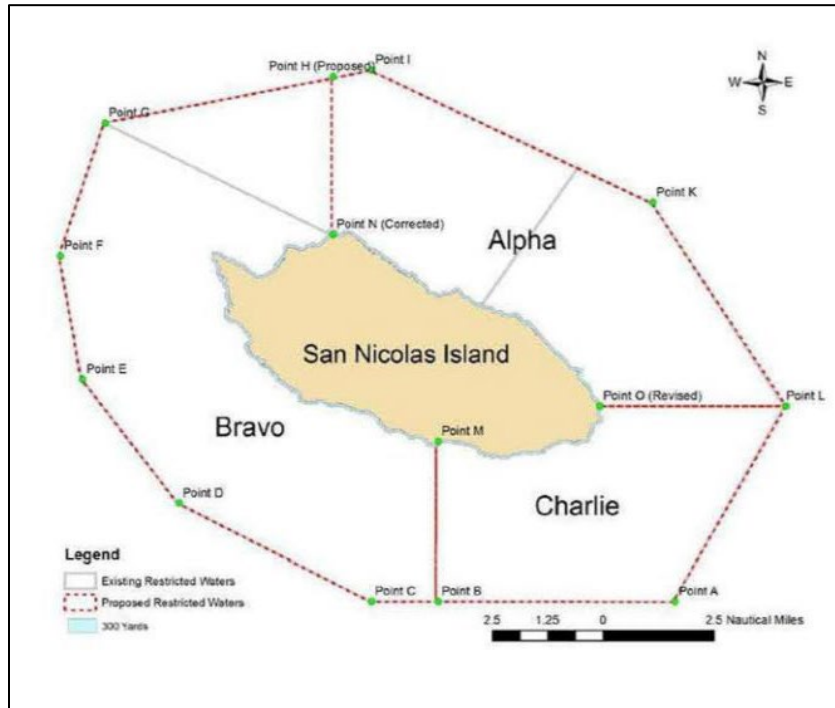 Point H (Proposed)
Point I
N
W E
S
Point G
Point K
Point N (Corrected)
Alpha
Point F
San Nicolas Island
Point E
Point O (Revised)
Point L
Bravo
Point M
Point D
Charlie
Legend
Existing Restricted Waters
Proposed Restricted Waters
300 Yards
Point C
Point B
Point A
2.5 1.25 0 2.5 Nautical Miles